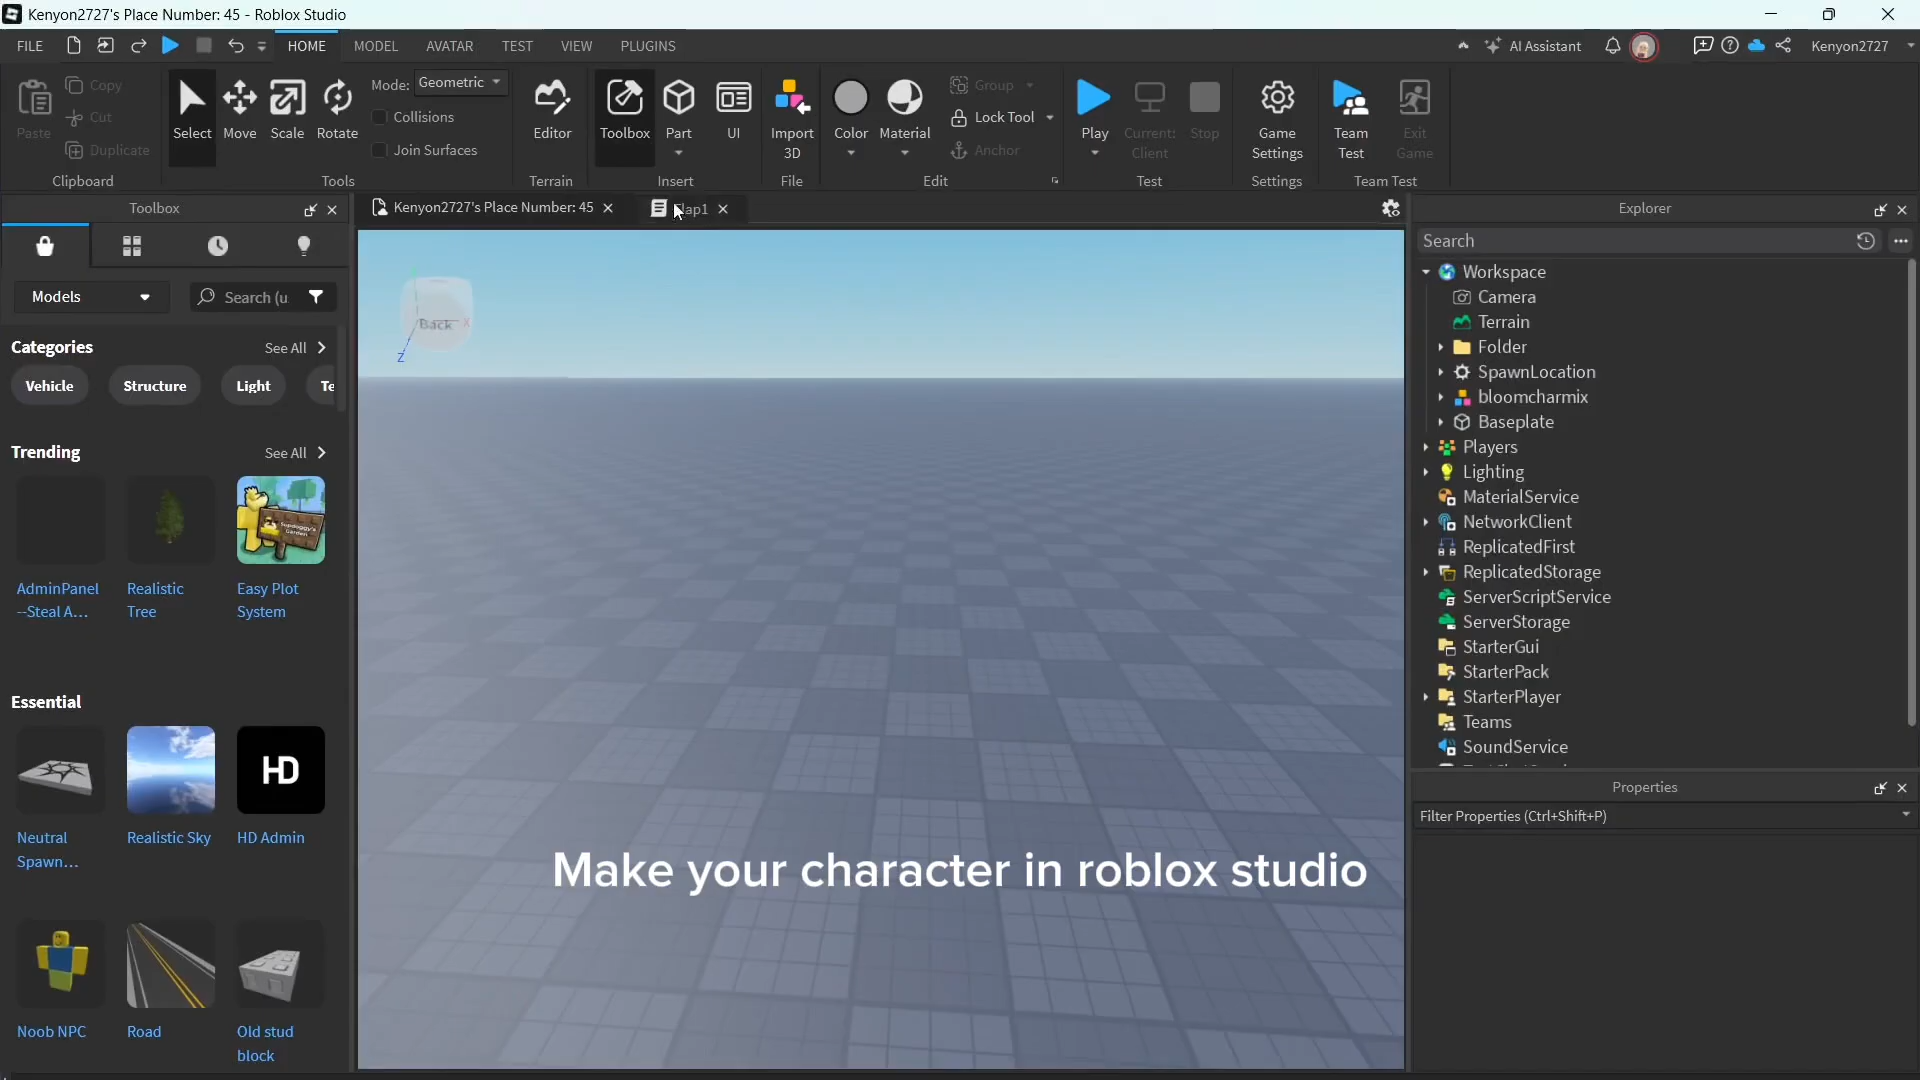 Kenyon2727's Place Number: 45 - Roblox Studio
FILE HOME MODEL AVATAR TEST VIEW PLUGINS AI Assistant Kenyon2727
Paste Copy Cut Duplicate
Clipboard
Select Move Scale Rotate
Mode: Geometric
Collisions
Join Surfaces
Tools
Editor
Terrain
Toolbox Part UI
Insert
Import
3D
File
Color Material
Group
Lock Tool
Anchor
Edit
Play Current:
Client Stop
Test
Game
Settings
Settings
Team
Test
Exit
Game
Team Test
Toolbox
Kenyon2727's Place Number: 45
Explorer
Models
Search (u
Categories See All
Vehicle Structure Light Te
Trending See All
AdminPanel
--Steal A...
Realistic
Tree
Easy Plot
System
Essential
HD
Neutral
Spawn...
Realistic Sky
HD Admin
Noob NPC
Road
Old stud
block
Back X
Z
Make your character in roblox studio
Search
Workspace
Camera
Terrain
Folder
SpawnLocation
bloomcharmix
Baseplate
Players
Lighting
MaterialService
NetworkClient
ReplicatedFirst
ReplicatedStorage
ServerScriptService
ServerStorage
StarterGui
StarterPack
StarterPlayer
Teams
SoundService
Properties
Filter Properties (Ctrl+Shift+P)